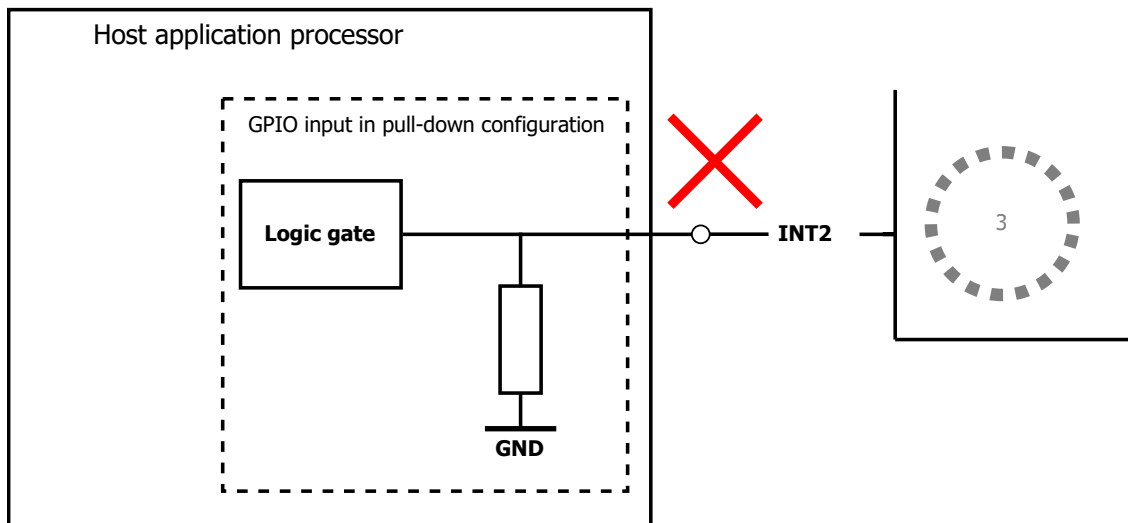 Host application processor
GPIO input in pull-down configuration
Logic gate
INT2
3
GND